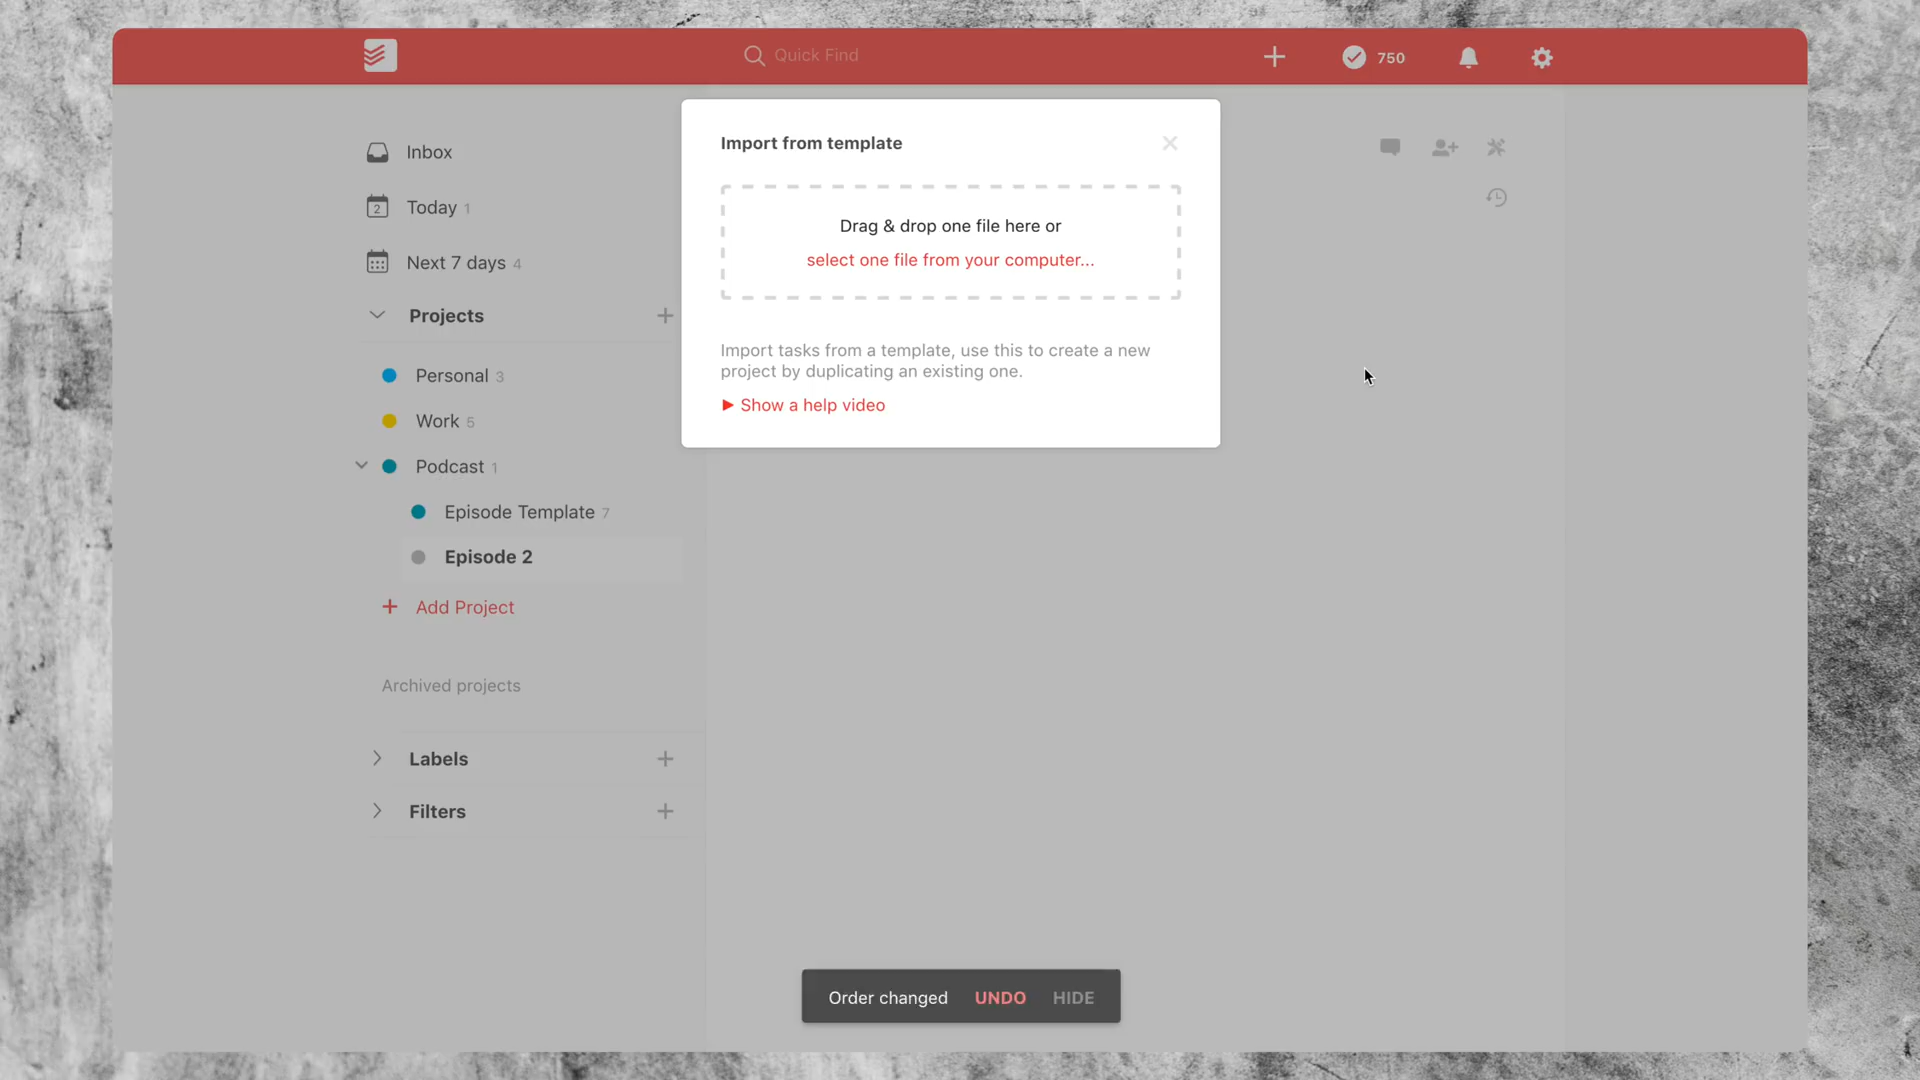 Quick Find
750
Inbox
2
Today 1
Next 7 days 4
Projects
Personal 3
Work 5
Podcast 1
Episode Template 7
Episode 2
Add Project
Archived projects
Labels
Filters
Import from template
Drag & drop one file here or
select one file from your computer...
Import tasks from a template, use this to create a new
project by duplicating an existing one.
Show a help video
Order changed UNDO HIDE